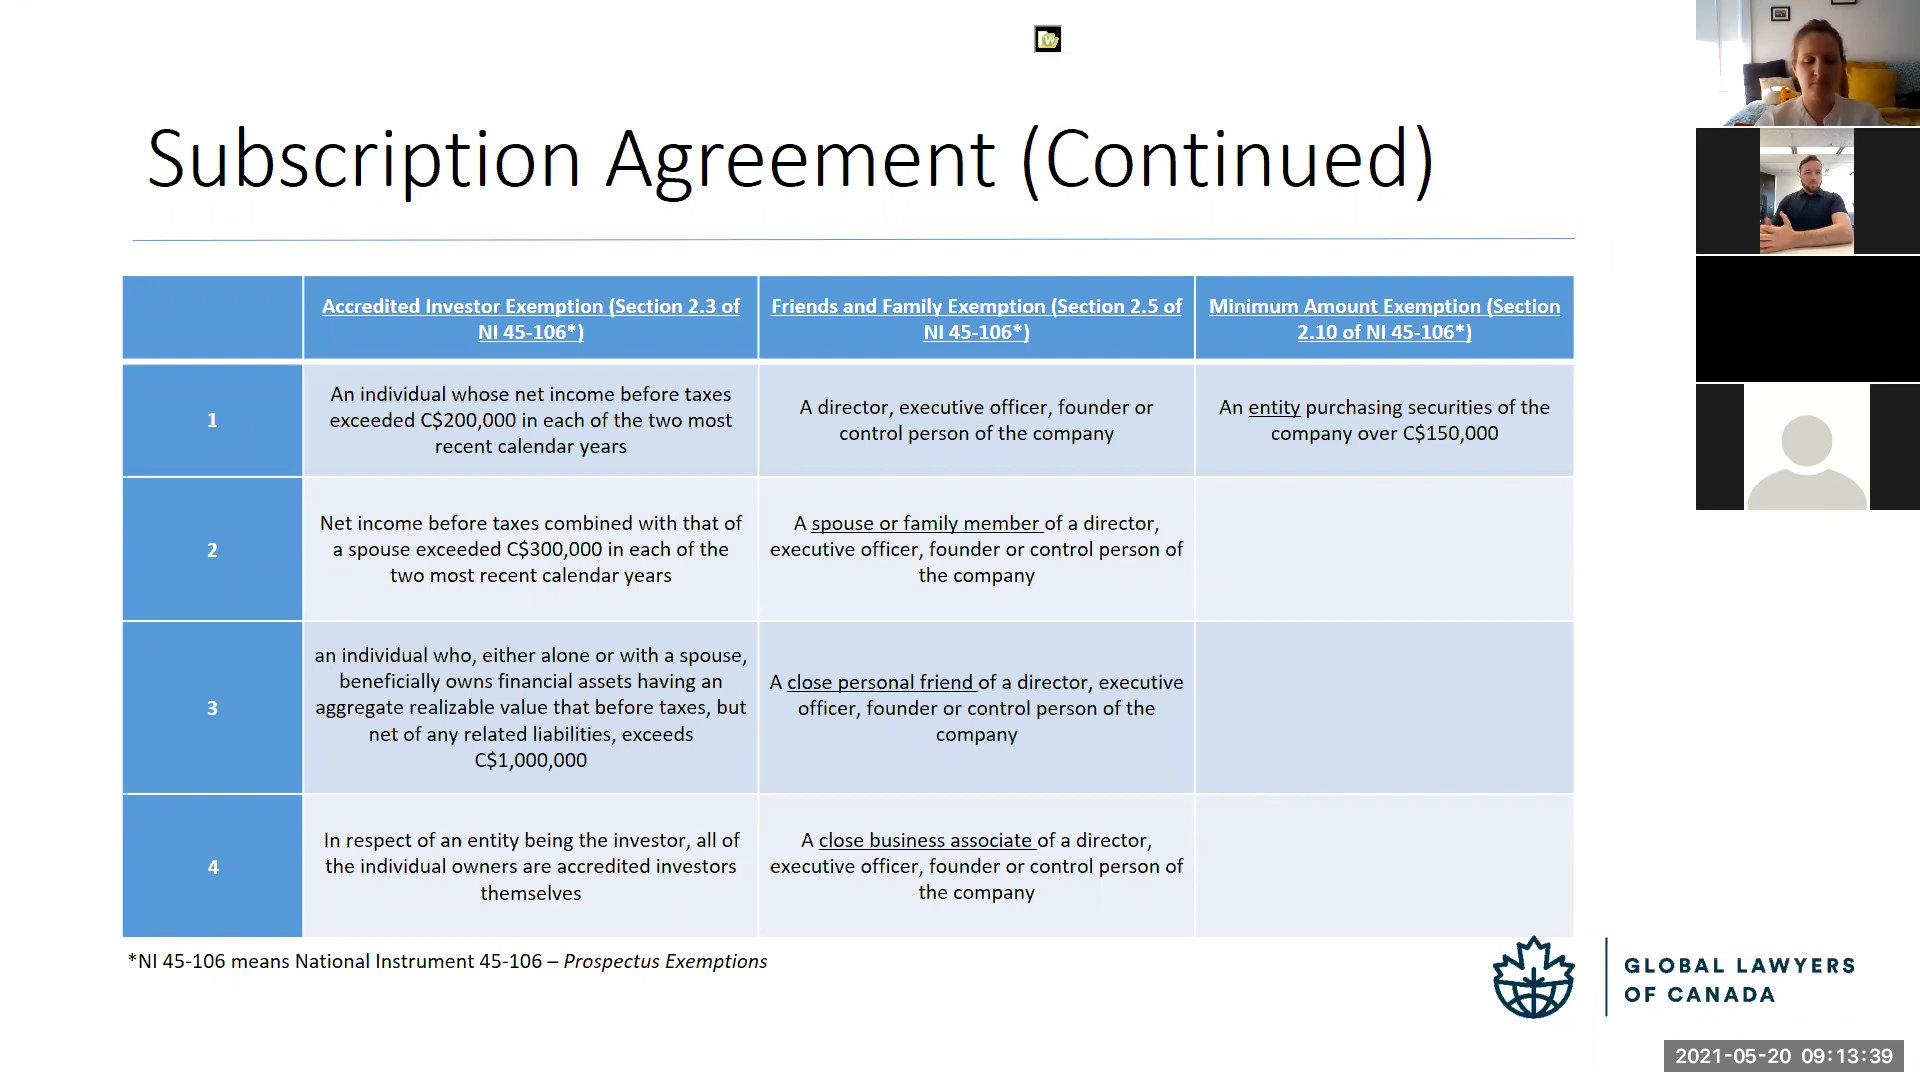 Subscription Agreement (Continued)
Accredited Investor Exemption (Section 2.3 of
NI 45-106*)
Friends and Family Exemption (Section 2.5 of
NI 45-106*)
Minimum Amount Exemption (Section
2.10 of NI 45-106*)
1
An individual whose net income before taxes
exceeded C$200,000 in each of the two most
recent calendar years
A director, executive officer, founder or
control person of the company
An entity purchasing securities of the
company over C$150,000
2
Net income before taxes combined with that of
a spouse exceeded C$300,000 in each of the
two most recent calendar years
A spouse or family member of a director,
executive officer, founder or control person of
the company
3
an individual who, either alone or with a spouse,
beneficially owns financial assets having an
aggregate realizable value that before taxes, but
net of any related liabilities, exceeds
C$1,000,000
A close personal friend of a director, executive
officer, founder or control person of the
company
4
In respect of an entity being the investor, all of
the individual owners are accredited investors
themselves
A close business associate of a director,
executive officer, founder or control person of
the company
*NI 45-106 means National Instrument 45-106 – Prospectus Exemptions
GLOBAL LAWYERS
OF CANADA
2021-05-20 09:13:39